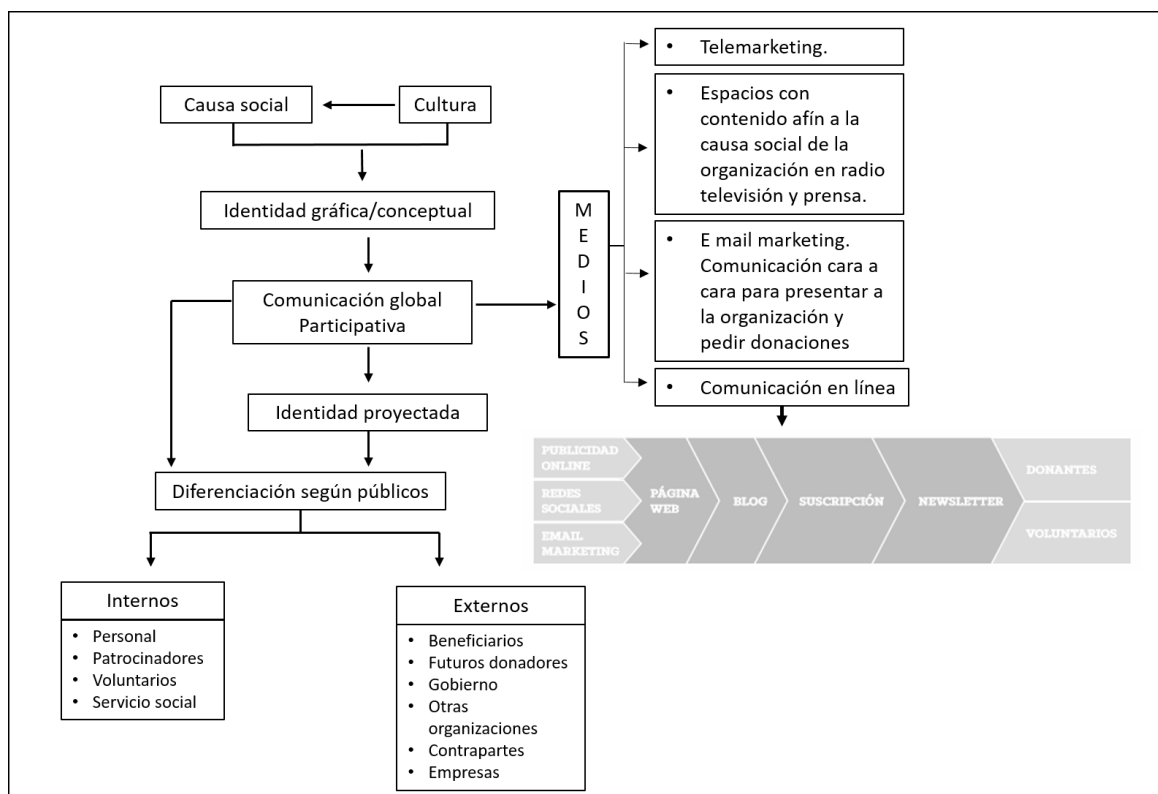 Causa social
Cultura
Identidad gráfica/conceptual
Comunicación global
Participativa
Identidad proyectada
Diferenciación según públicos
Internos
• Personal
• Patrocinadores
• Voluntarios
• Servicio social
Externos
• Beneficiarios
• Futuros donadores
• Gobierno
• Otras
organizaciones
• Contrapartes
• Empresas
M
E
D
I
O
S
• Telemarketing.
• Espacios con
contenido afín a la
causa social de la
organización en radio
televisión y prensa.
• E mail marketing.
Comunicación cara a
cara para presentar a
la organización y
pedir donaciones
• Comunicación en línea
PUBLICIDAD
ONLINE
REDES
SOCIALES
EMAIL
MARKETING
PÁGINA
WEB
BLOG
SUSCRIPCIÓN
NEWSLETTER
DONANTES
VOLUNTARIOS